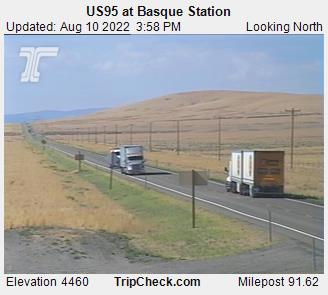 US95 at Basque Station
Updated: Aug 10 2022 3:58 PM Looking North
Elevation 4460 TripCheck.com Milepost 91.62